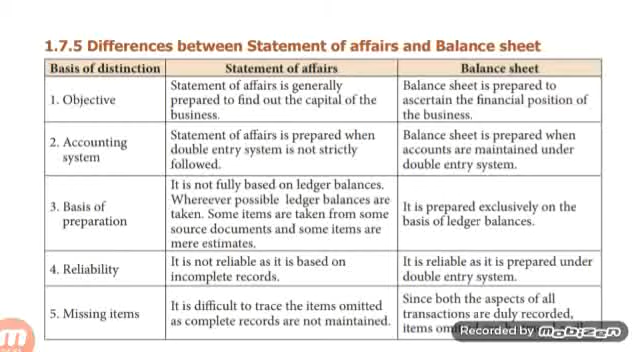 1.7.5 Differences between Statement of affairs and Balance sheet
Basis of distinction
Statement of affairs
Balance sheet
1. Objective
Statement of affairs is generally
prepared to find out the capital of the
business.
Balance sheet is prepared to
ascertain the financial position of
the business.
2. Accounting
system
Statement of affairs is prepared when
double entry system is not strictly
followed.
Balance sheet is prepared when
accounts are maintained under
double entry system.
3. Basis of
preparation
It is not fully based on ledger balances.
Whereever possible ledger balances are
taken. Some items are taken from some
source documents and some items are
mere estimates.
It is prepared exclusively on the
basis of ledger balances.
4. Reliability
It is not reliable as it is based on
incomplete records.
It is reliable as it is prepared under
double entry system.
5. Missing items
It is difficult to trace the items omitted
as complete records are not maintained.
Since both the aspects of all
transactions are duly recorded,
items
Recorded by mobizen
m